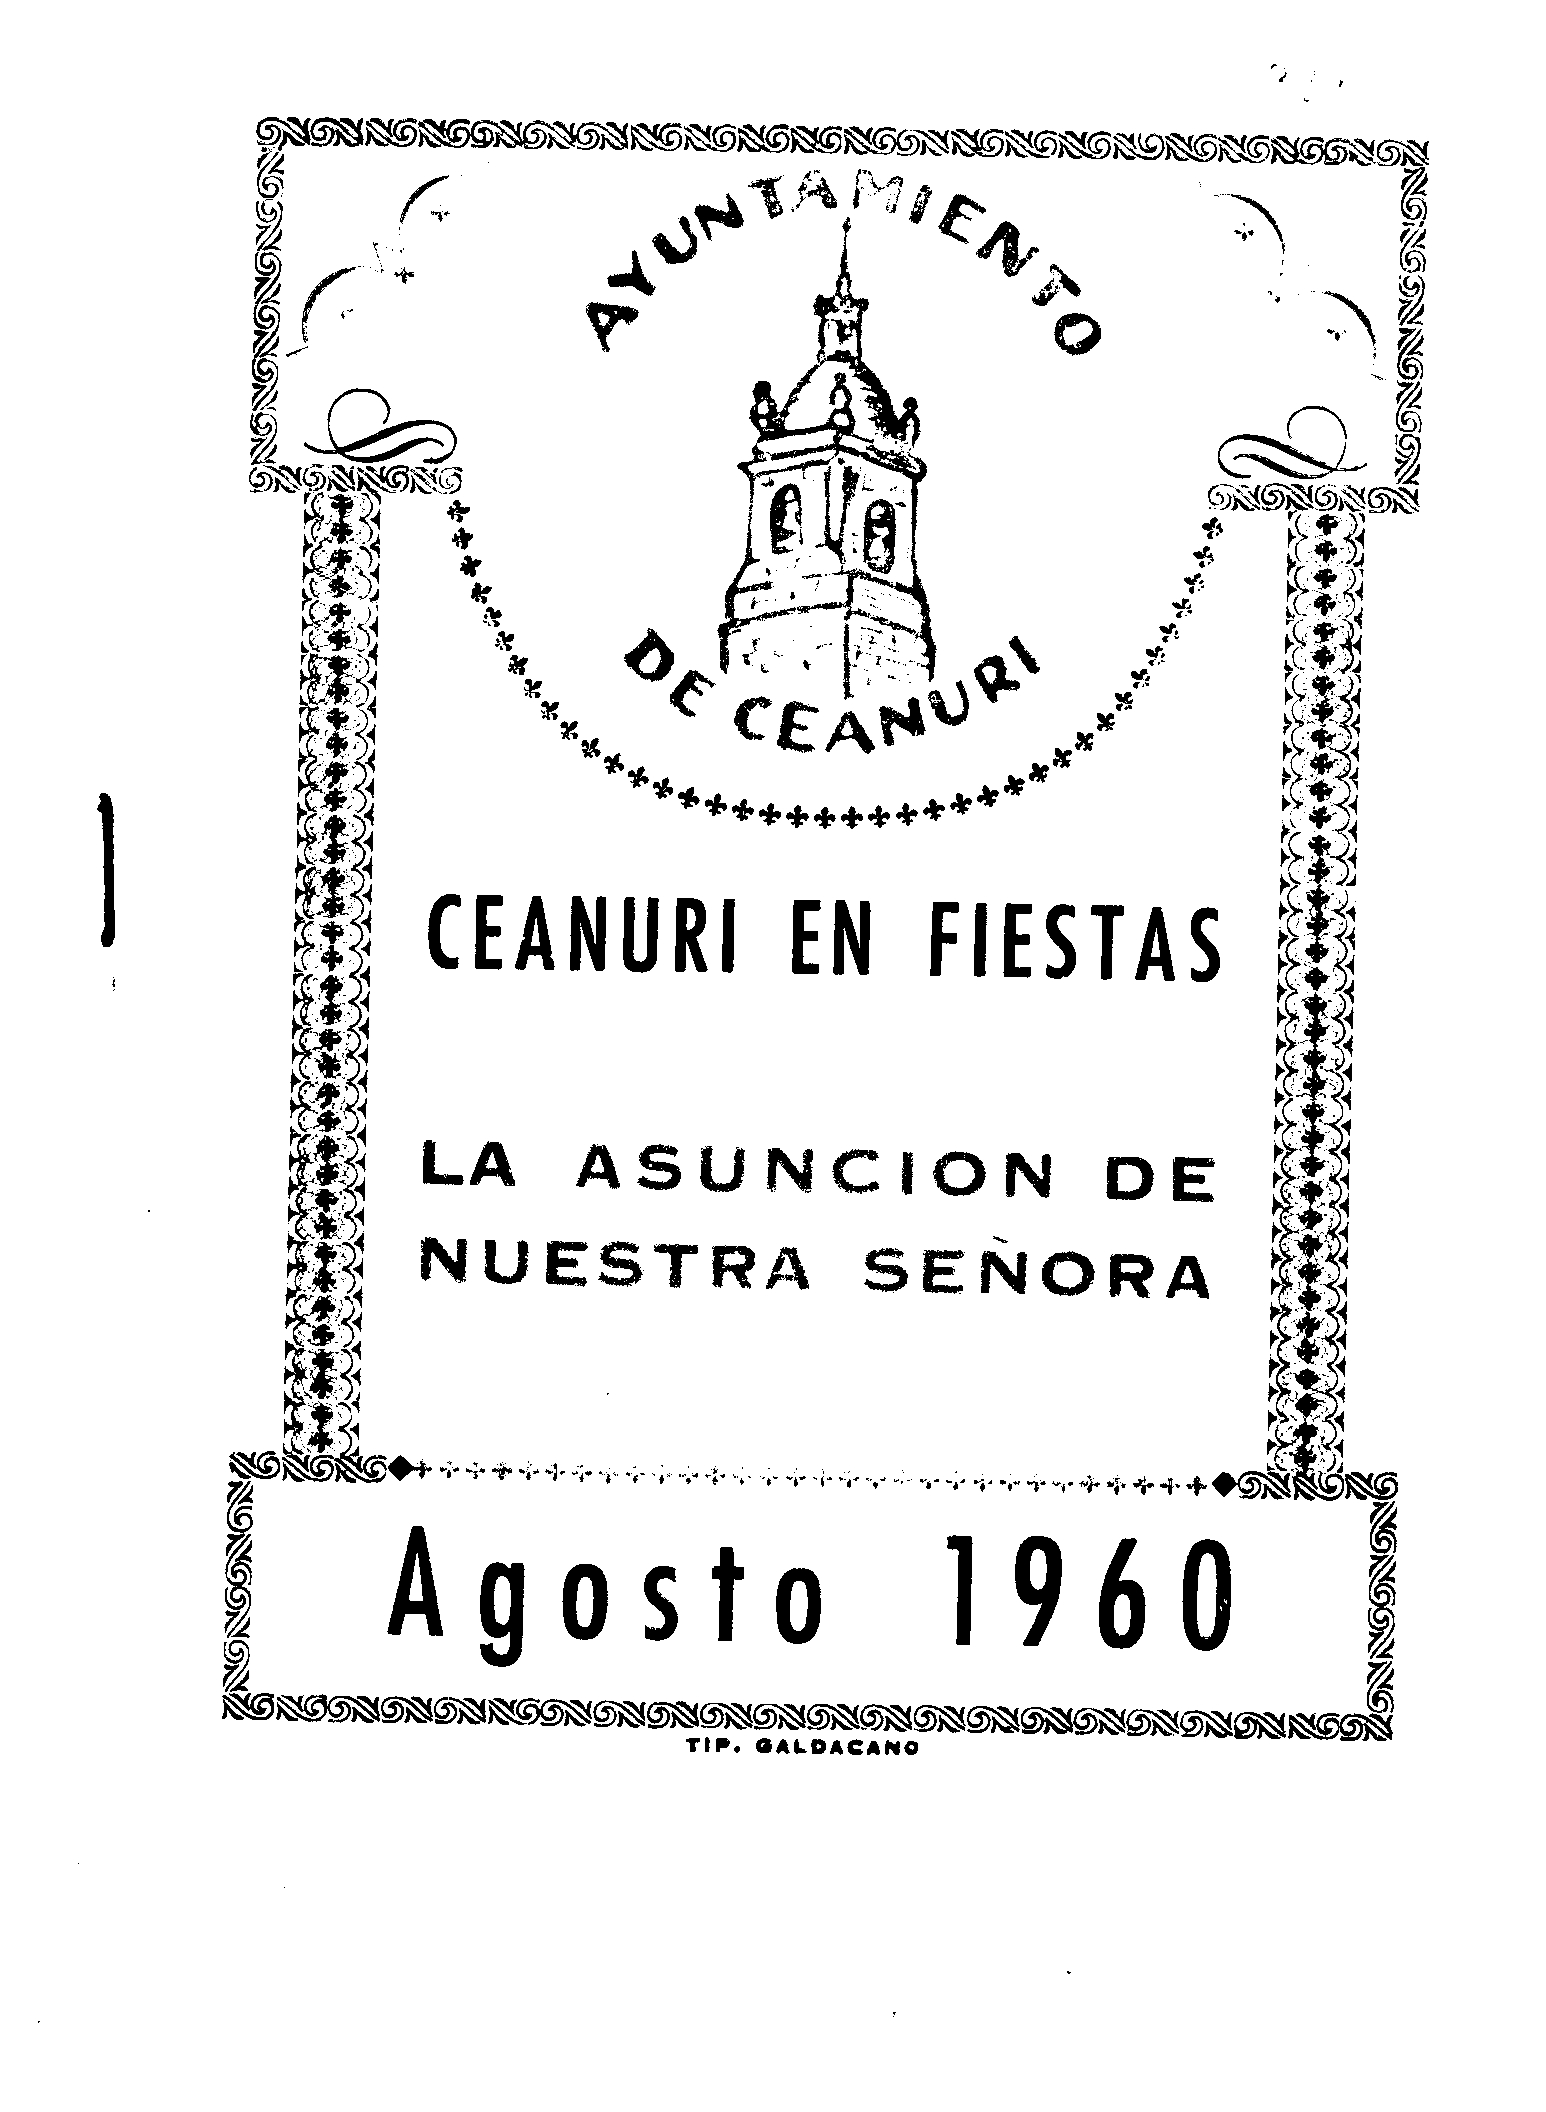 AYUNTAMIENTO
DE CEANURI
CEANURI EN FIESTAS
LA ASUNCION DE
NUESTRA SEÑORA
Agosto 1960
TIP. GALDACANO